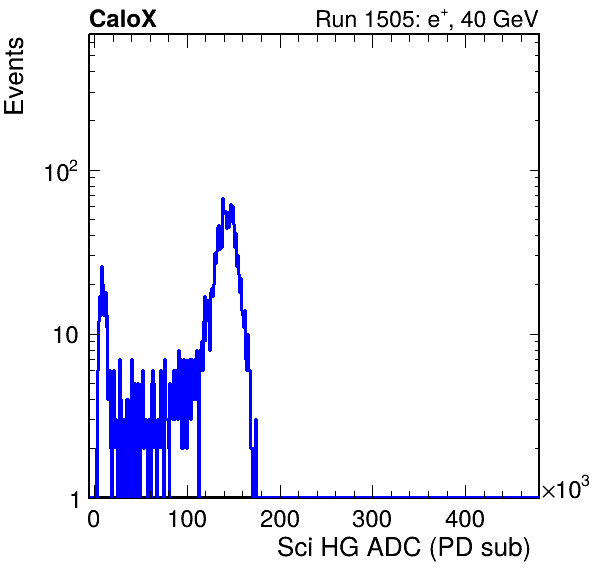 CaloX Run 1505: e⁺, 40 GeV
Events
10²
10
1
0 100 200 300 400 ×10³
Sci HG ADC (PD sub)